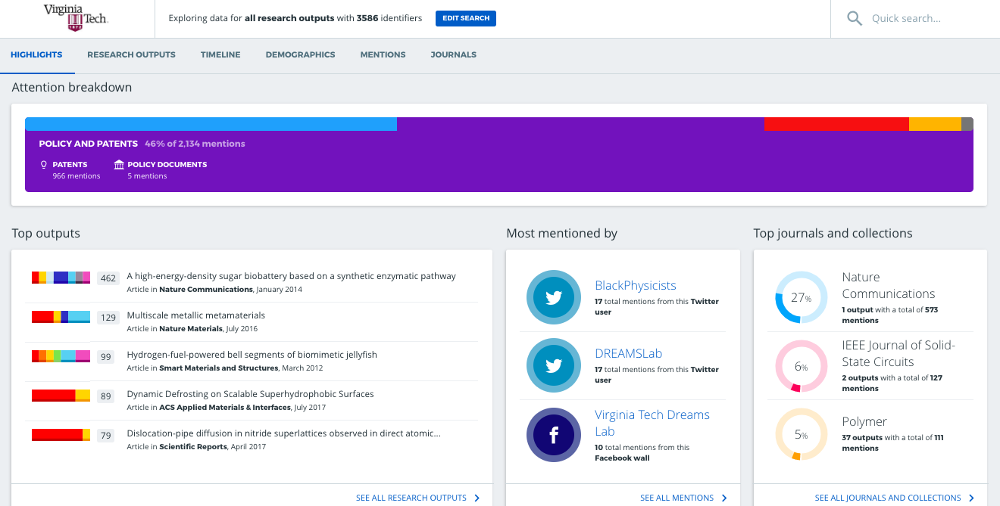 Virginia
Tech
1872
Exploring data for all research outputs with 3586 identifiers
EDIT SEARCH
Quick search...
HIGHLIGHTS
RESEARCH OUTPUTS
TIMELINE
DEMOGRAPHICS
MENTIONS
JOURNALS
Attention breakdown
POLICY AND PATENTS 46% of 2,134 mentions
PATENTS
966 mentions
POLICY DOCUMENTS
5 mentions
Top outputs
462
A high-energy-density sugar biobattery based on a synthetic enzymatic pathway
Article in Nature Communications, January 2014
129
Multiscale metallic metamaterials
Article in Nature Materials, July 2016
99
Hydrogen-fuel-powered bell segments of biomimetic jellyfish
Article in Smart Materials and Structures, March 2012
89
Dynamic Defrosting on Scalable Superhydrophobic Surfaces
Article in ACS Applied Materials & Interfaces, July 2017
79
Dislocation-pipe diffusion in nitride superlattices observed in direct atomic...
Article in Scientific Reports, April 2017
SEE ALL RESEARCH OUTPUTS
Most mentioned by
BlackPhysicists
17 total mentions from this Twitter
user
DREAMSLab
17 total mentions from this Twitter
user
Virginia Tech Dreams
Lab
10 total mentions from this
Facebook wall
SEE ALL MENTIONS
Top journals and collections
27%
Nature
Communications
1 output with a total of 573
mentions
6%
IEEE Journal of Solid-
State Circuits
2 outputs with a total of 127
mentions
5%
Polymer
37 outputs with a total of 111
mentions
SEE ALL JOURNALS AND COLLECTIONS